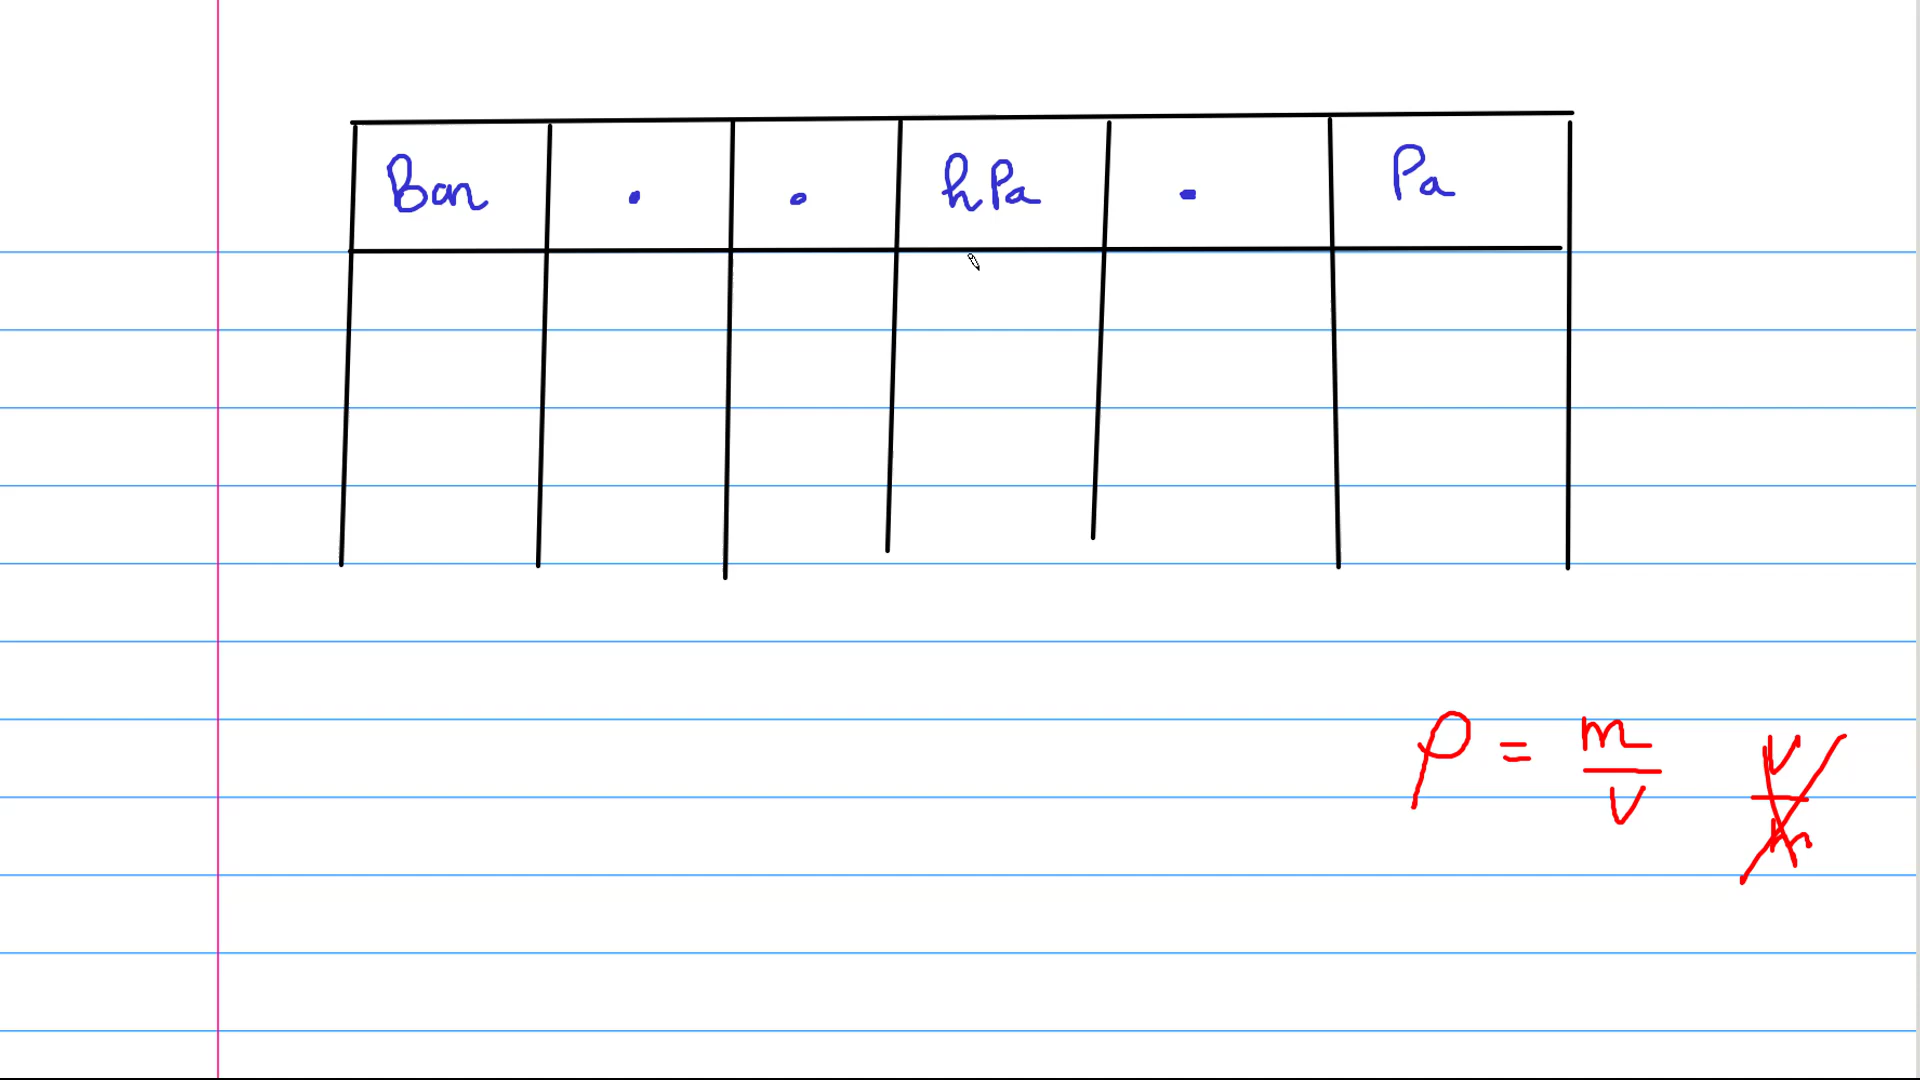 Bar . . hPa . Pa
ρ = m/V V/m